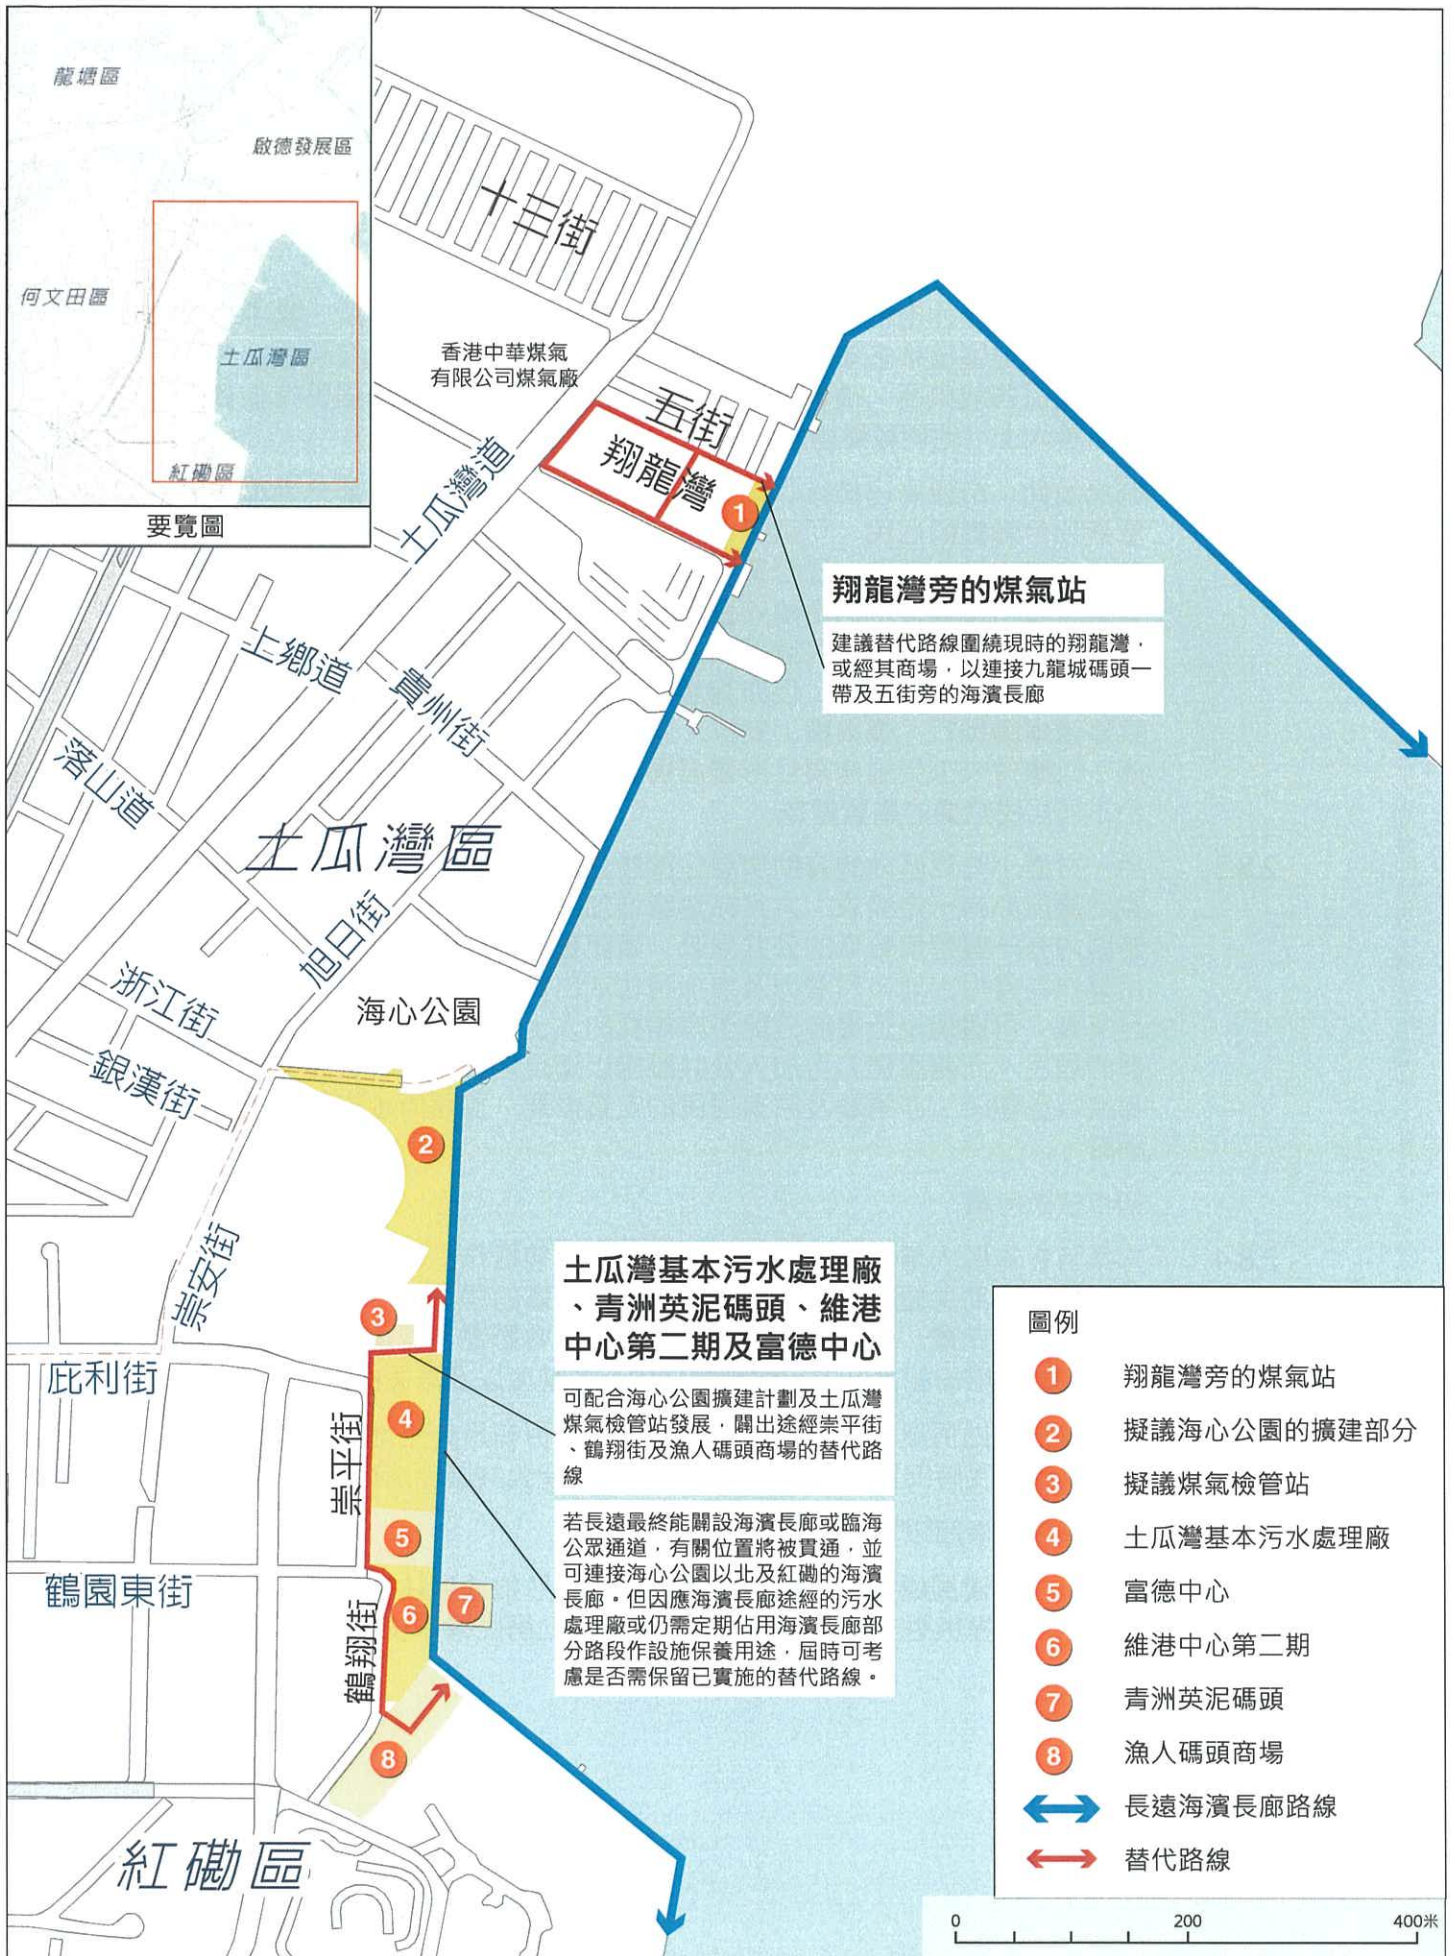 龍塘區
啟德發展區
何文田區
土瓜灣區
紅磡區
要覽圖
十三街
香港中華煤氣
有限公司煤氣廠
五街
翔龍灣
1
土瓜灣道
翔龍灣旁的煤氣站
建議替代路線圍繞現時的翔龍灣，
或經其商場，以連接九龍城碼頭一
帶及五街旁的海濱長廊
上鄉道
貴州街
落山道
土瓜灣區
旭日街
浙江街
海心公園
銀漢街
2
崇安街
3
庇利街
4
崇平街
5
鶴園東街
7
6
鶴翔街
8
紅磡區
土瓜灣基本污水處理廠
、青洲英泥碼頭、維港
中心第二期及富德中心
可配合海心公園擴建計劃及土瓜灣
煤氣檢管站發展，闢出途經崇平街
、鶴翔街及漁人碼頭商場的替代路
線
若長遠最終能闢設海濱長廊或臨海
公眾通道，有關位置將被貫通，並
可連接海心公園以北及紅磡的海濱
長廊。但因應海濱長廊途經的污水
處理廠或仍需定期佔用海濱長廊部
分路段作設施保養用途，屆時可考
慮是否需保留已實施的替代路線。
圖例
1 翔龍灣旁的煤氣站
2 擬議海心公園的擴建部分
3 擬議煤氣檢管站
4 土瓜灣基本污水處理廠
5 富德中心
6 維港中心第二期
7 青洲英泥碼頭
8 漁人碼頭商場
長遠海濱長廊路線
替代路線
0 200 400米